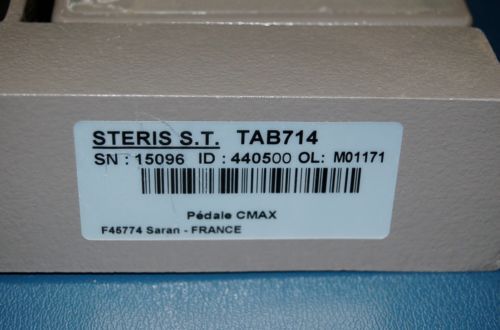 STERIS S.T. TAB714
SN : 15096 ID : 440500 OL: M01171
Pédale CMAX
F45774 Saran - FRANCE